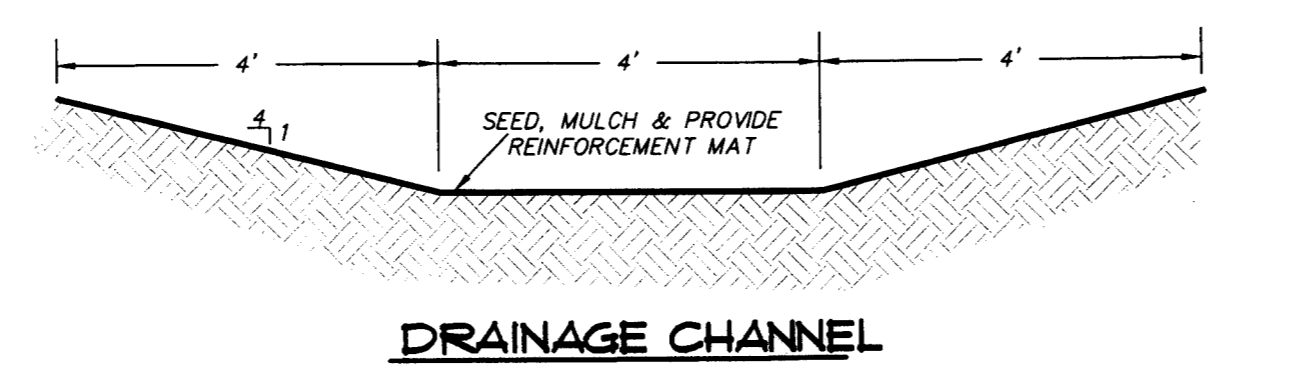 4'
4'
4'
4
1
SEED, MULCH & PROVIDE
REINFORCEMENT MAT
DRAINAGE CHANNEL